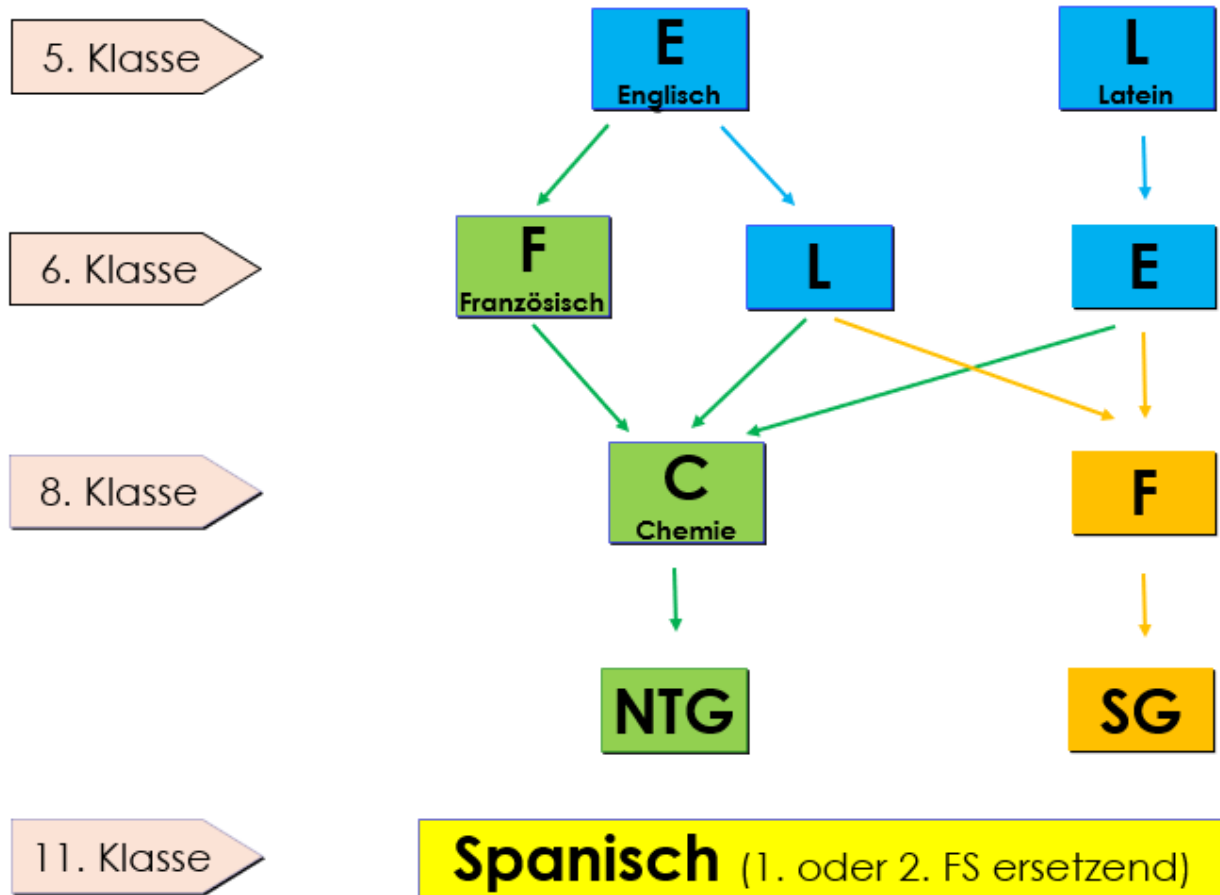 5. Klasse
E
Englisch
L
Latein
6. Klasse
F
Französisch
L
E
8. Klasse
C
Chemie
F
NTG
SG
11. Klasse
Spanisch (1. oder 2. FS ersetzend)